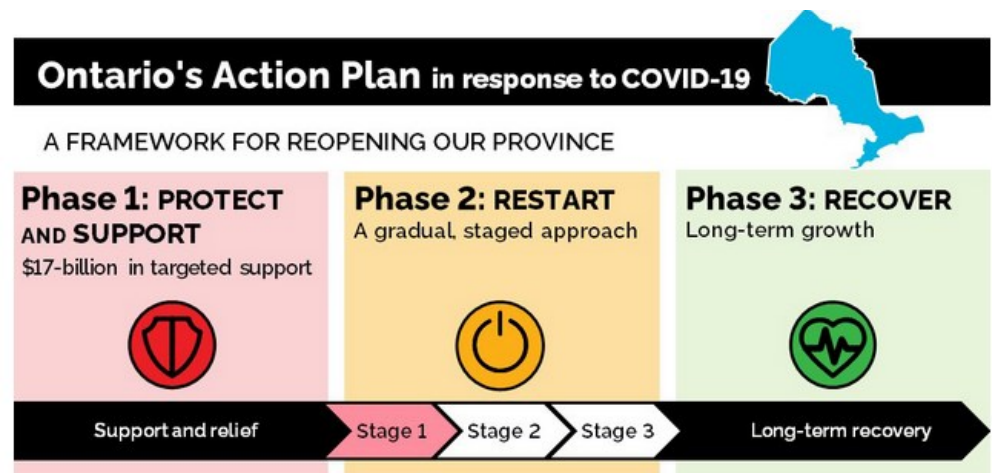 Ontario's Action Plan in response to COVID-19
A FRAMEWORK FOR REOPENING OUR PROVINCE
Phase 1: PROTECT
AND SUPPORT
$17-billion in targeted support
Phase 2: RESTART
A gradual, staged approach
Phase 3: RECOVER
Long-term growth
Support and relief
Stage 1
Stage 2
Stage 3
Long-term recovery